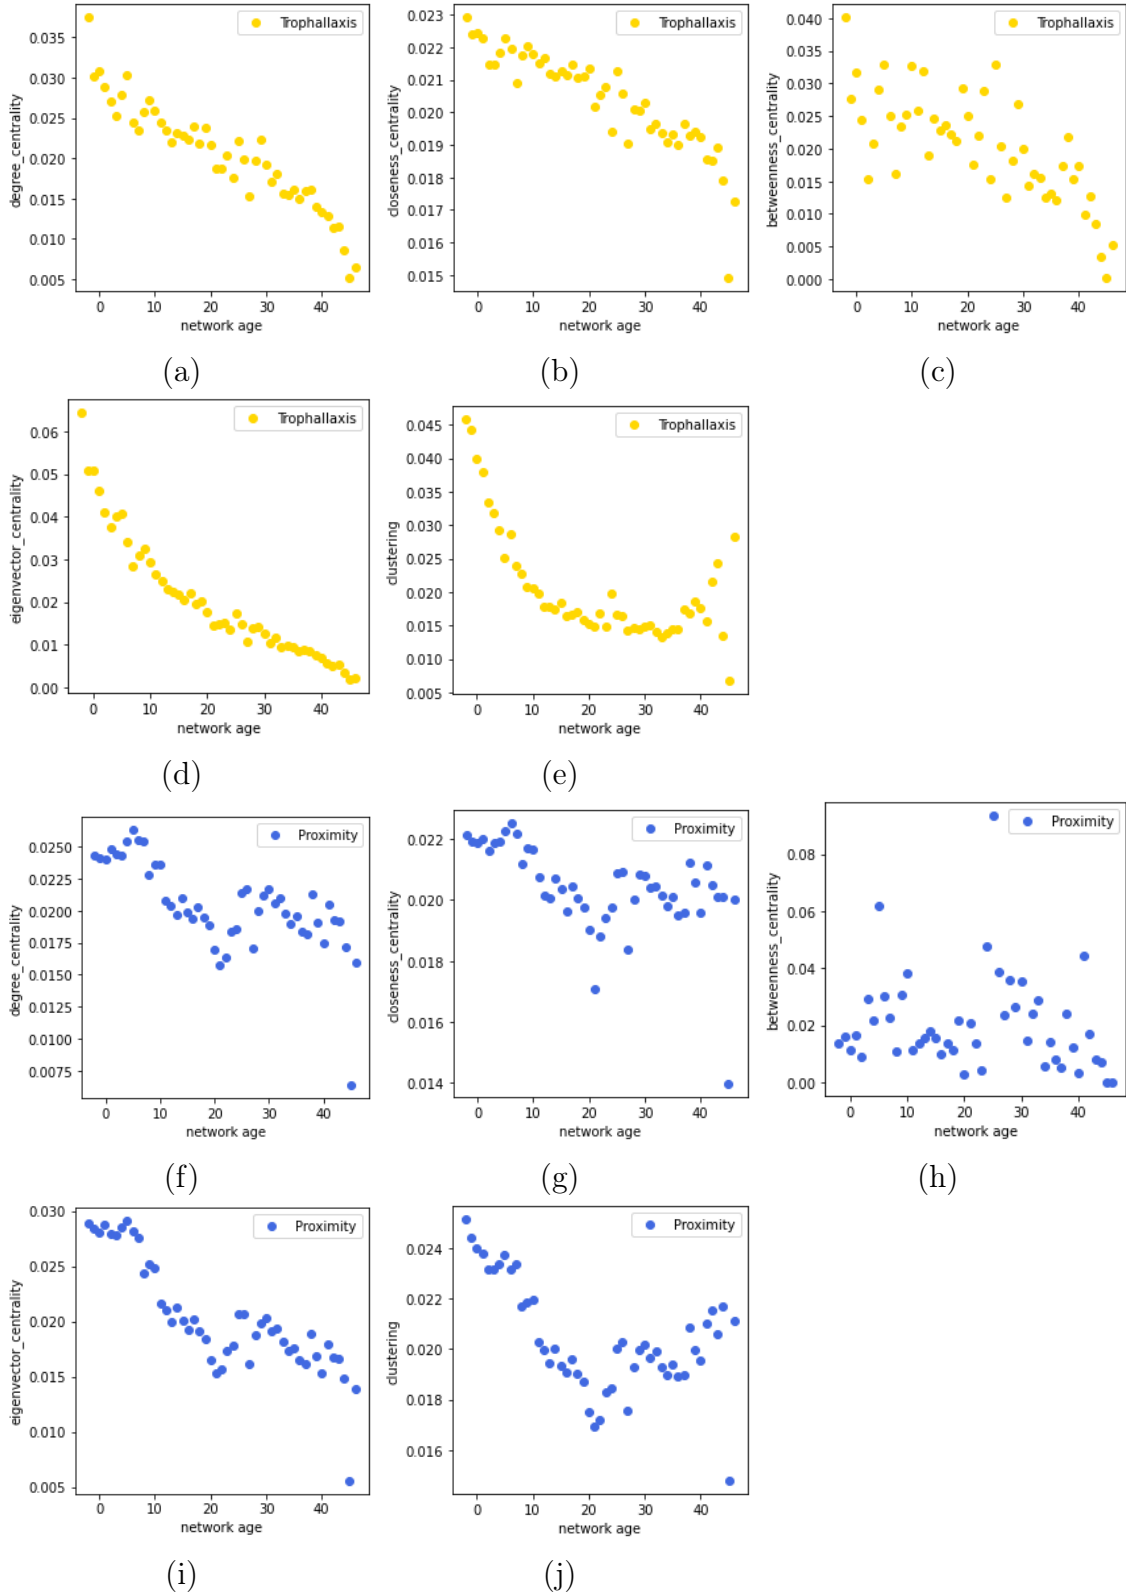 Trophallaxis
degree_centrality
0.035
0.030
0.025
0.020
0.015
0.010
0.005
0 10 20 30 40
network age
(a)
Trophallaxis
closeness_centrality
0.023
0.022
0.021
0.020
0.019
0.018
0.017
0.016
0.015
0 10 20 30 40
network age
(b)
Trophallaxis
betweenness_centrality
0.040
0.035
0.030
0.025
0.020
0.015
0.010
0.005
0.000
0 10 20 30 40
network age
(c)
Trophallaxis
eigenvector_centrality
0.06
0.05
0.04
0.03
0.02
0.01
0.00
0 10 20 30 40
network age
(d)
Trophallaxis
clustering
0.045
0.040
0.035
0.030
0.025
0.020
0.015
0.010
0.005
0 10 20 30 40
network age
(e)
Proximity
degree_centrality
0.0250
0.0225
0.0200
0.0175
0.0150
0.0125
0.0100
0.0075
0 10 20 30 40
network age
(f)
Proximity
closeness_centrality
0.022
0.020
0.018
0.016
0.014
0 10 20 30 40
network age
(g)
Proximity
betweenness_centrality
0.08
0.06
0.04
0.02
0.00
0 10 20 30 40
network age
(h)
Proximity
eigenvector_centrality
0.030
0.025
0.020
0.015
0.010
0.005
0 10 20 30 40
network age
(i)
Proximity
clustering
0.024
0.022
0.020
0.018
0.016
0 10 20 30 40
network age
(j)